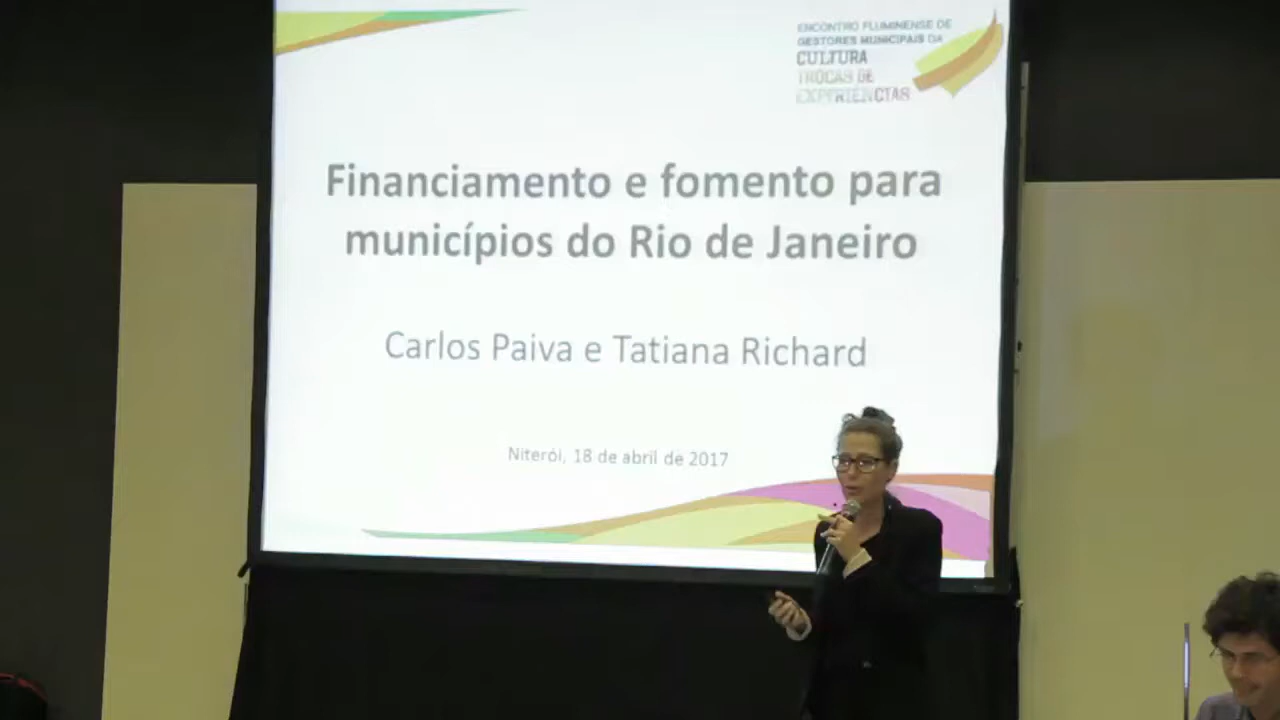 ENCONTRO FLUMINENSE DE
GESTORES MUNICIPAIS DA
CULTURA
TROCAS DE
EXPERIÊNCIAS
Financiamento e fomento para
municípios do Rio de Janeiro
Carlos Paiva e Tatiana Richard
Niterói, 18 de abril de 2017